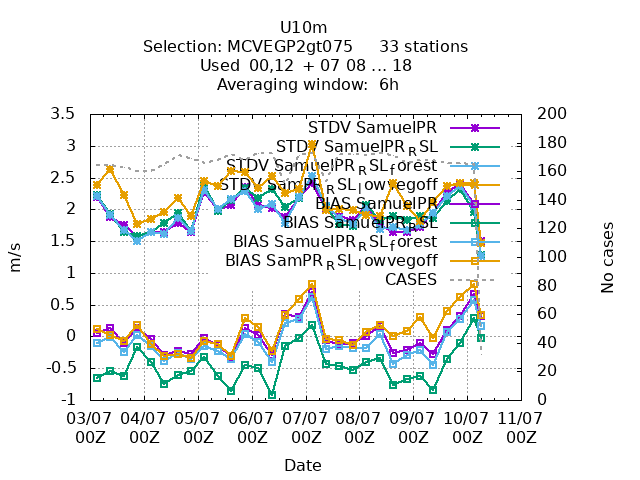 U10m
Selection: MCVEGP2gt075 33 stations
Used 00,12 + 07 08 ... 18
Averaging window: 6h
3.5
3
2.5
2
1.5
1
0.5
0
-0.5
-1
200
180
160
140
120
100
80
60
40
20
0
m/s
No cases
STDV SamuelPR
STDV SamuelPR_RSL
STDV SamuelPR_RSL_forest
STDV SamPR_RSL_lowvegoff
BIAS SamuelPR
BIAS SamuelPR_RSL
BIAS SamuelPR_RSL_forest
BIAS SamPR_RSL_lowvegoff
CASES
03/07 04/07 05/07 06/07 07/07 08/07 09/07 10/07 11/07
00Z 00Z 00Z 00Z 00Z 00Z 00Z 00Z 00Z
Date